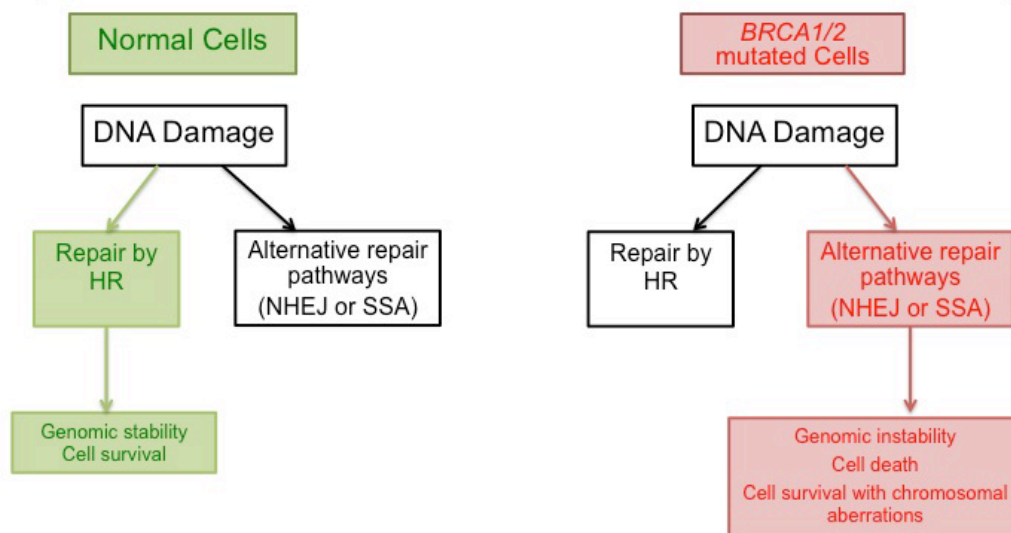 Normal Cells
DNA Damage
Repair by
HR
Alternative repair
pathways
(NHEJ or SSA)
Genomic stability
Cell survival
BRCA1/2
mutated Cells
DNA Damage
Repair by
HR
Alternative repair
pathways
(NHEJ or SSA)
Genomic instability
Cell death
Cell survival with chromosomal
aberrations